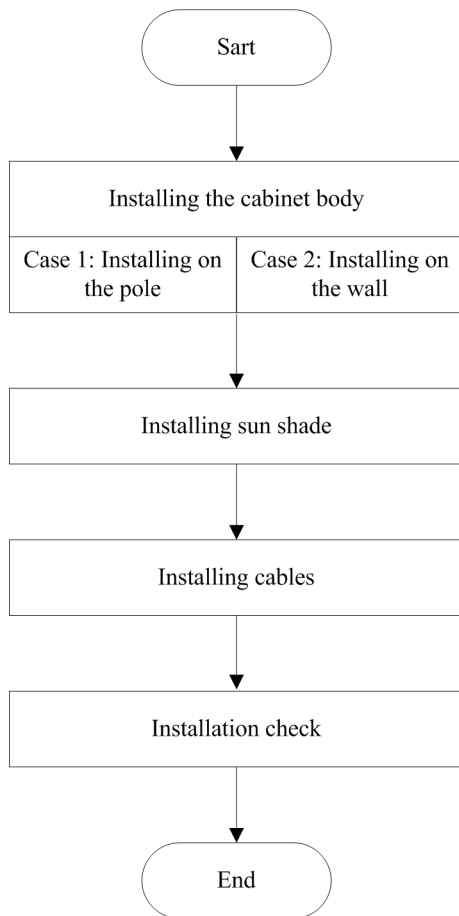 Sart
Installing the cabinet body
Case 1: Installing on
the pole
Case 2: Installing on
the wall
Installing sun shade
Installing cables
Installation check
End